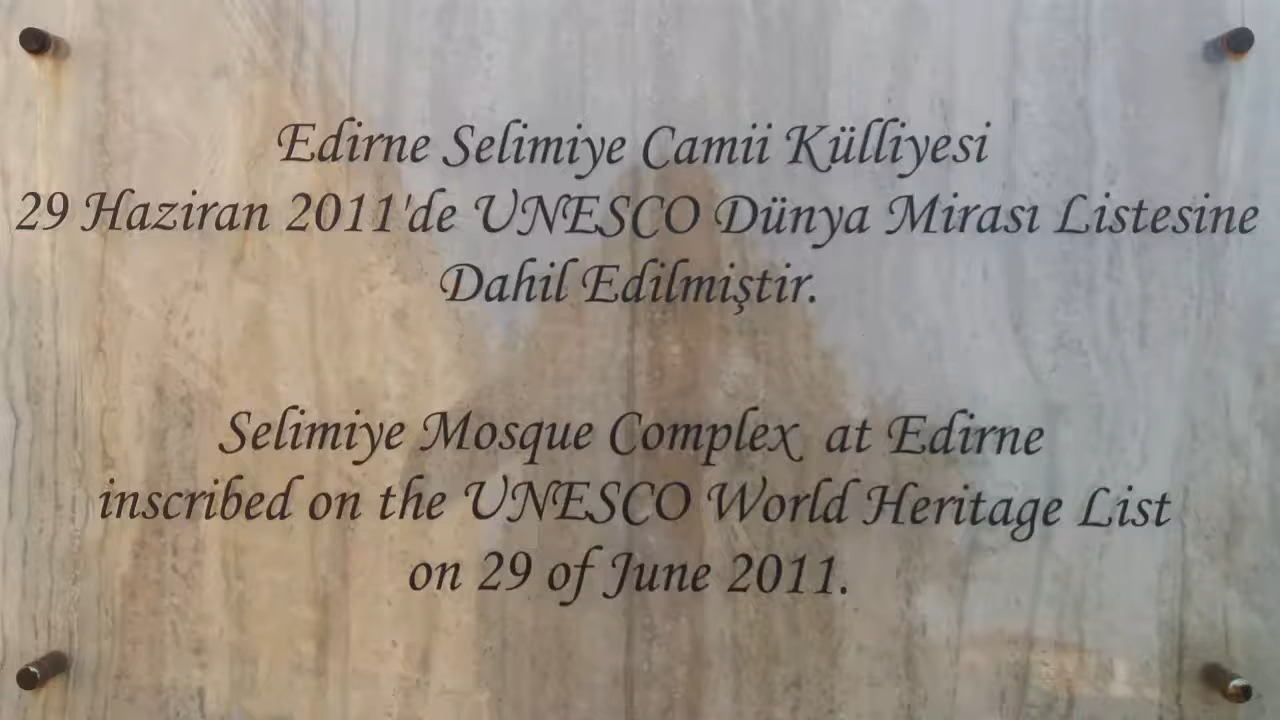 Edirne Selimiye Camii Külliyesi
29 Haziran 2011'de UNESCO Dünya Mirası Listesine
Dahil Edilmiştir.
Selimiye Mosque Complex at Edirne
inscribed on the UNESCO World Heritage List
on 29 of June 2011.